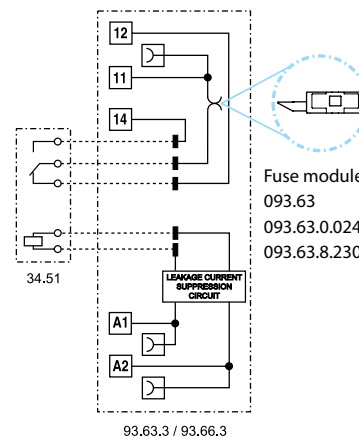 12
11
14
34.51
LEAKAGE CURRENT
SUPPRESSION
CIRCUIT
A1
A2
93.63.3 / 93.66.3
Fuse module
093.63
093.63.0.024
093.63.8.230